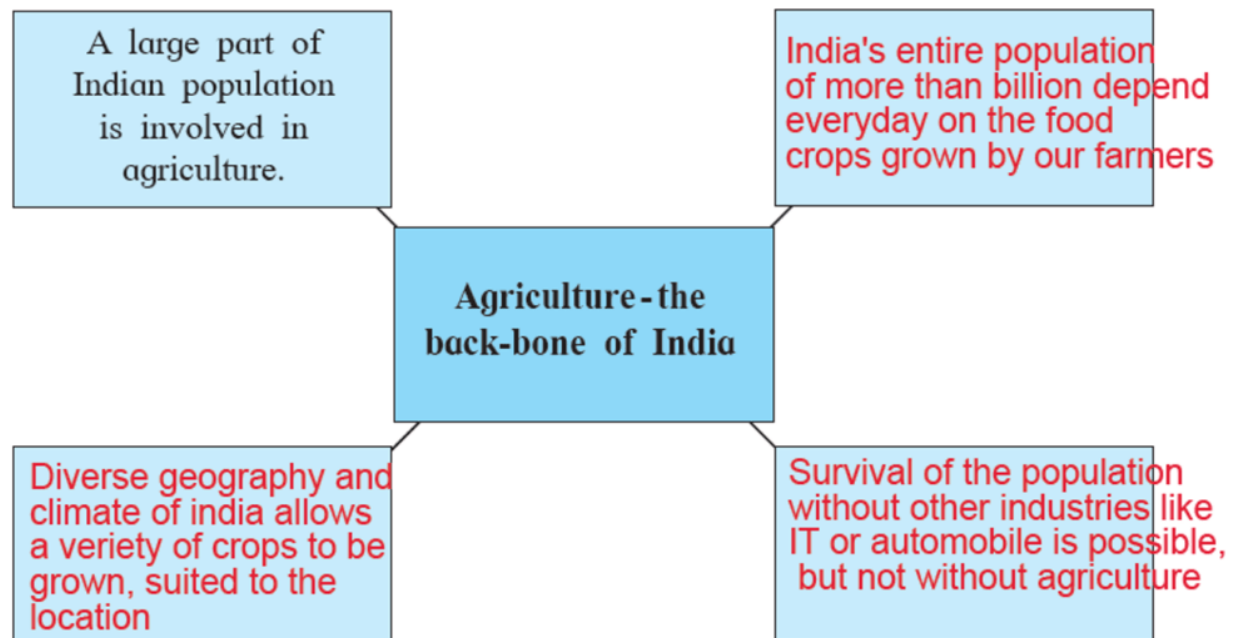 A large part of
Indian population
is involved in
agriculture.
India's entire population
of more than billion depend
everyday on the food
crops grown by our farmers
Agriculture-the
back-bone of India
Diverse geography and
climate of india allows
a veriety of crops to be
grown, suited to the
location
Survival of the population
without other industries like
IT or automobile is possible,
but not without agriculture